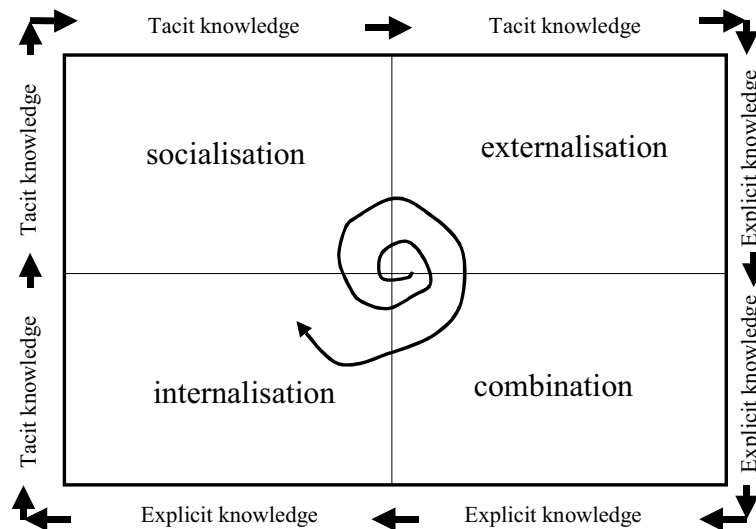 Tacit knowledge
Tacit knowledge
Tacit knowledge
Explicit knowledge
socialisation
externalisation
Tacit knowledge
Explicit knowledge
internalisation
combination
Explicit knowledge
Explicit knowledge